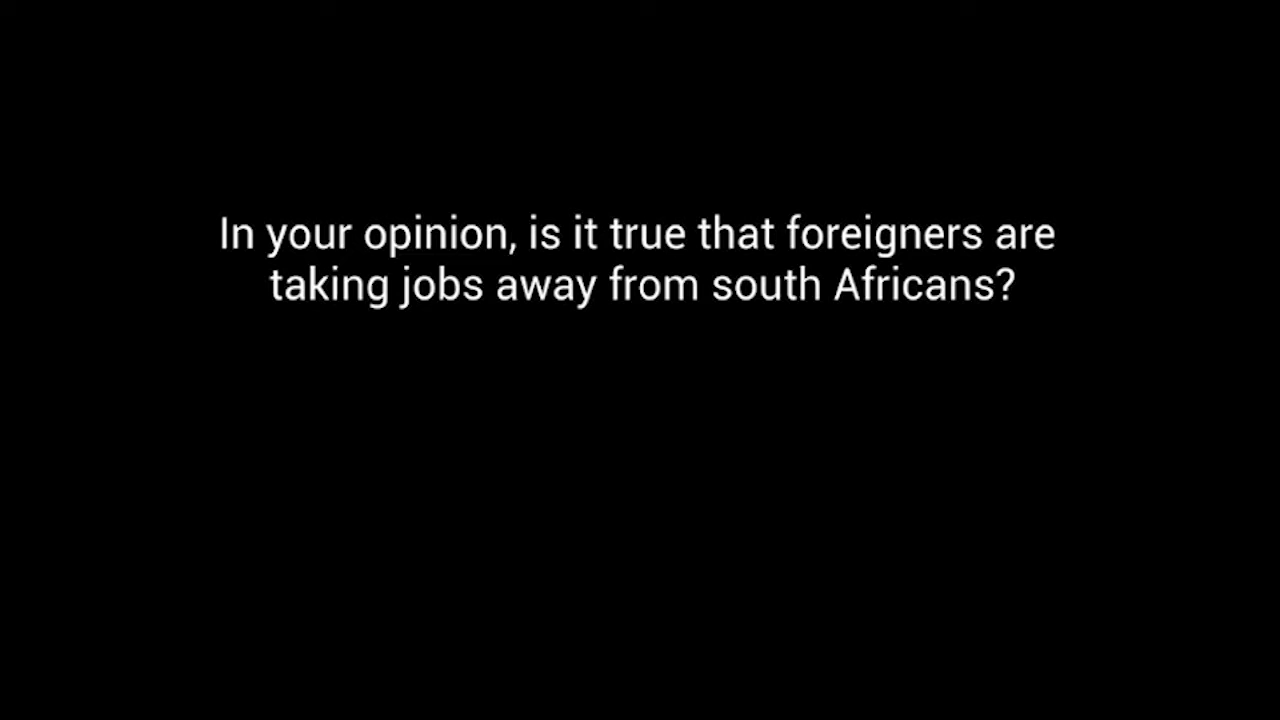 In your opinion, is it true that foreigners are
taking jobs away from south Africans?